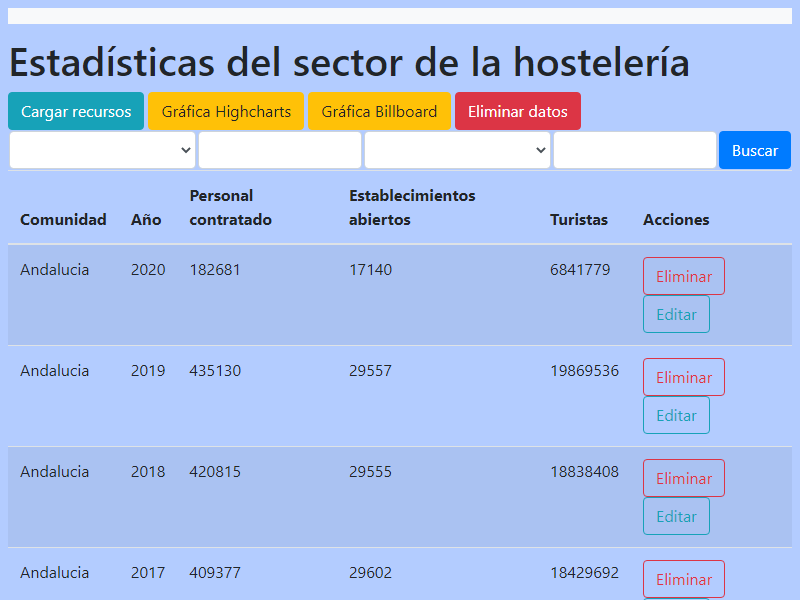 Estadísticas del sector de la hostelería
Cargar recursos Gráfica Highcharts Gráfica Billboard Eliminar datos
Buscar
Comunidad Año Personal contratado Establecimientos abiertos Turistas Acciones
Andalucia 2020 182681 17140 6841779 Eliminar
Editar
Andalucia 2019 435130 29557 19869536 Eliminar
Editar
Andalucia 2018 420815 29555 18838408 Eliminar
Editar
Andalucia 2017 409377 29602 18429692 Eliminar